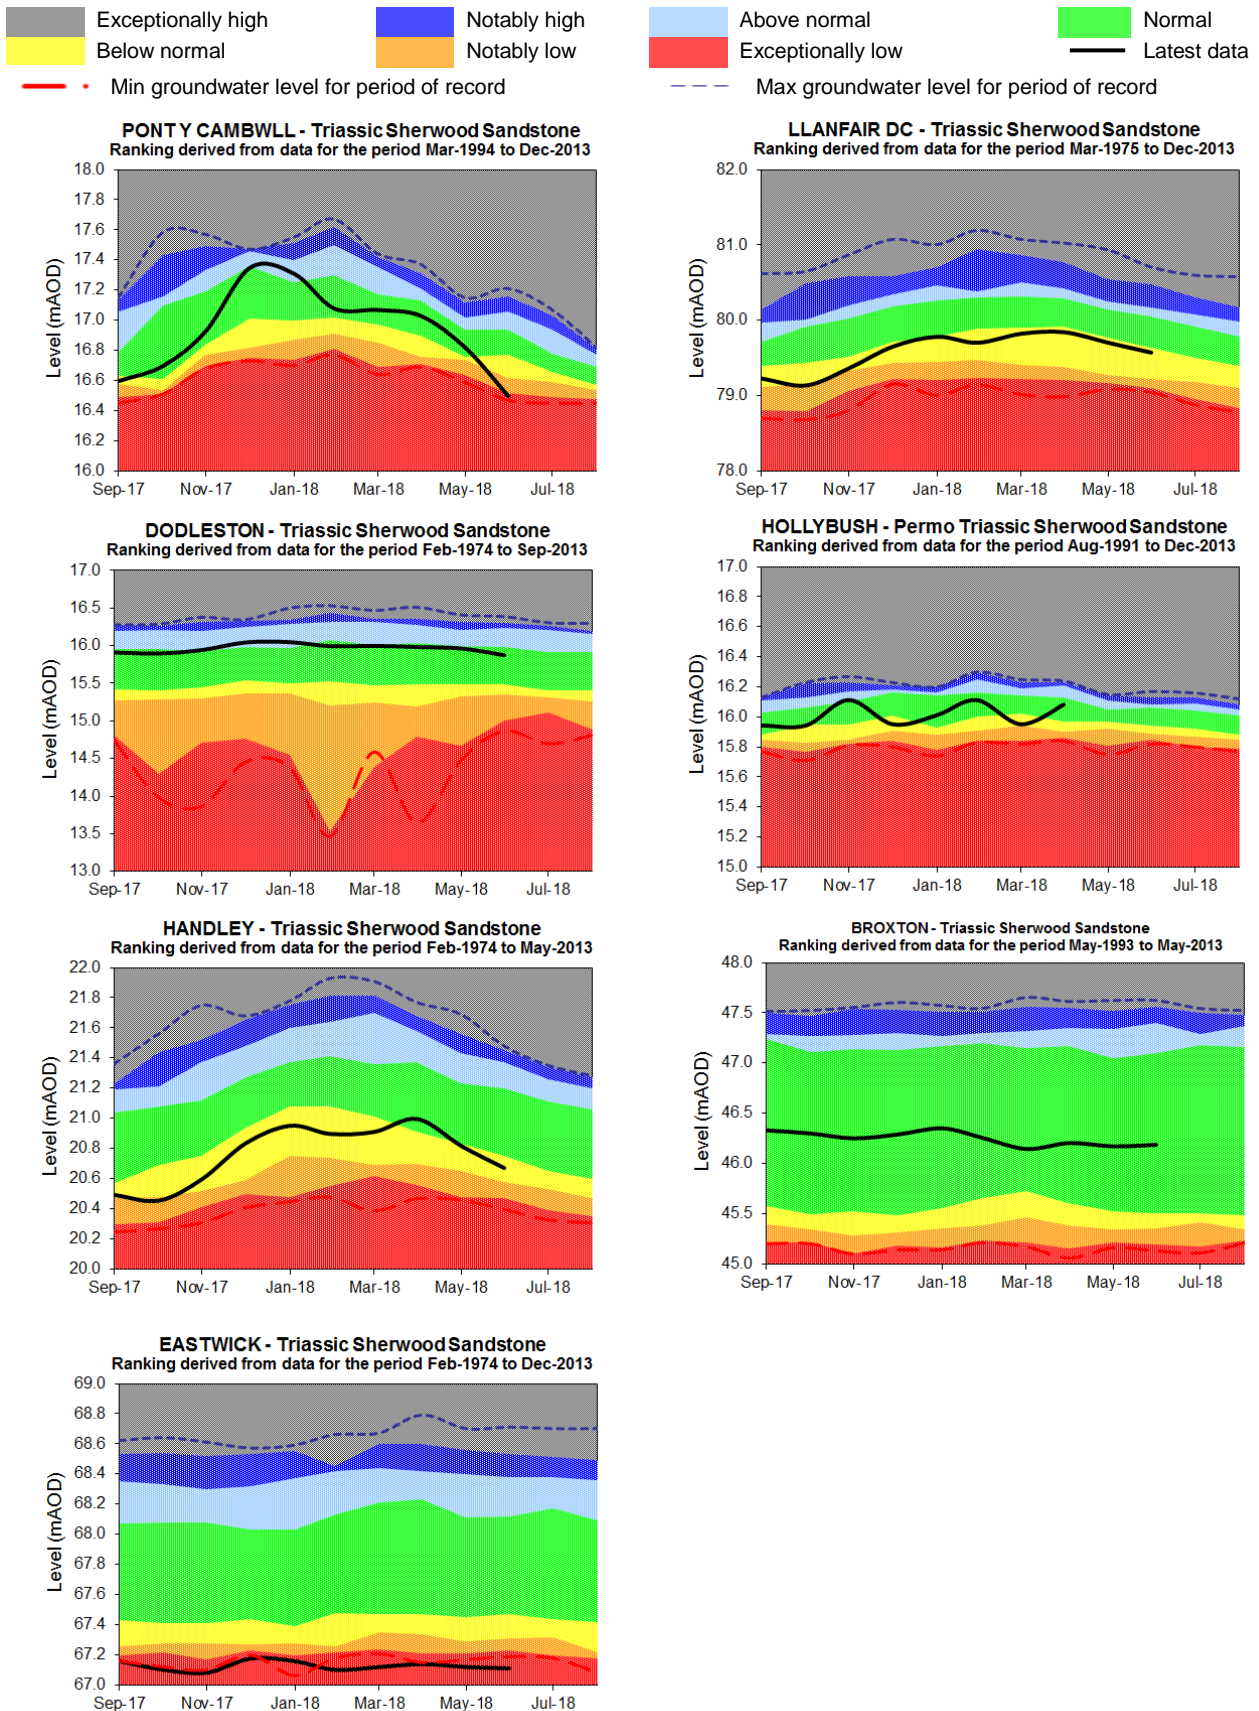 Exceptionally high
Notably high
Above normal
Normal
Below normal
Notably low
Exceptionally low
Latest data
Min groundwater level for period of record
Max groundwater level for period of record
PONT Y CAMBWLL - Triassic Sherwood Sandstone
Ranking derived from data for the period Mar-1994 to Dec-2013
Level (mAOD)
18.0
17.8
17.6
17.4
17.2
17.0
16.8
16.6
16.4
16.2
16.0
Sep-17 Nov-17 Jan-18 Mar-18 May-18 Jul-18
LLANFAIR DC - Triassic Sherwood Sandstone
Ranking derived from data for the period Mar-1975 to Dec-2013
Level (mAOD)
82.0
81.0
80.0
79.0
78.0
Sep-17 Nov-17 Jan-18 Mar-18 May-18 Jul-18
DODLESTON - Triassic Sherwood Sandstone
Ranking derived from data for the period Feb-1974 to Sep-2013
Level (mAOD)
17.0
16.5
16.0
15.5
15.0
14.5
14.0
13.5
13.0
Sep-17 Nov-17 Jan-18 Mar-18 May-18 Jul-18
HOLLYBUSH - Permo Triassic Sherwood Sandstone
Ranking derived from data for the period Aug-1991 to Dec-2013
Level (mAOD)
17.0
16.8
16.6
16.4
16.2
16.0
15.8
15.6
15.4
15.2
15.0
Sep-17 Nov-17 Jan-18 Mar-18 May-18 Jul-18
HANDLEY - Triassic Sherwood Sandstone
Ranking derived from data for the period Feb-1974 to May-2013
Level (mAOD)
22.0
21.8
21.6
21.4
21.2
21.0
20.8
20.6
20.4
20.2
20.0
Sep-17 Nov-17 Jan-18 Mar-18 May-18 Jul-18
BROXTON - Triassic Sherwood Sandstone
Ranking derived from data for the period May-1993 to May-2013
Level (mAOD)
48.0
47.5
47.0
46.5
46.0
45.5
45.0
Sep-17 Nov-17 Jan-18 Mar-18 May-18 Jul-18
EASTWICK - Triassic Sherwood Sandstone
Ranking derived from data for the period Feb-1974 to Dec-2013
Level (mAOD)
69.0
68.8
68.6
68.4
68.2
68.0
67.8
67.6
67.4
67.2
67.0
Sep-17 Nov-17 Jan-18 Mar-18 May-18 Jul-18